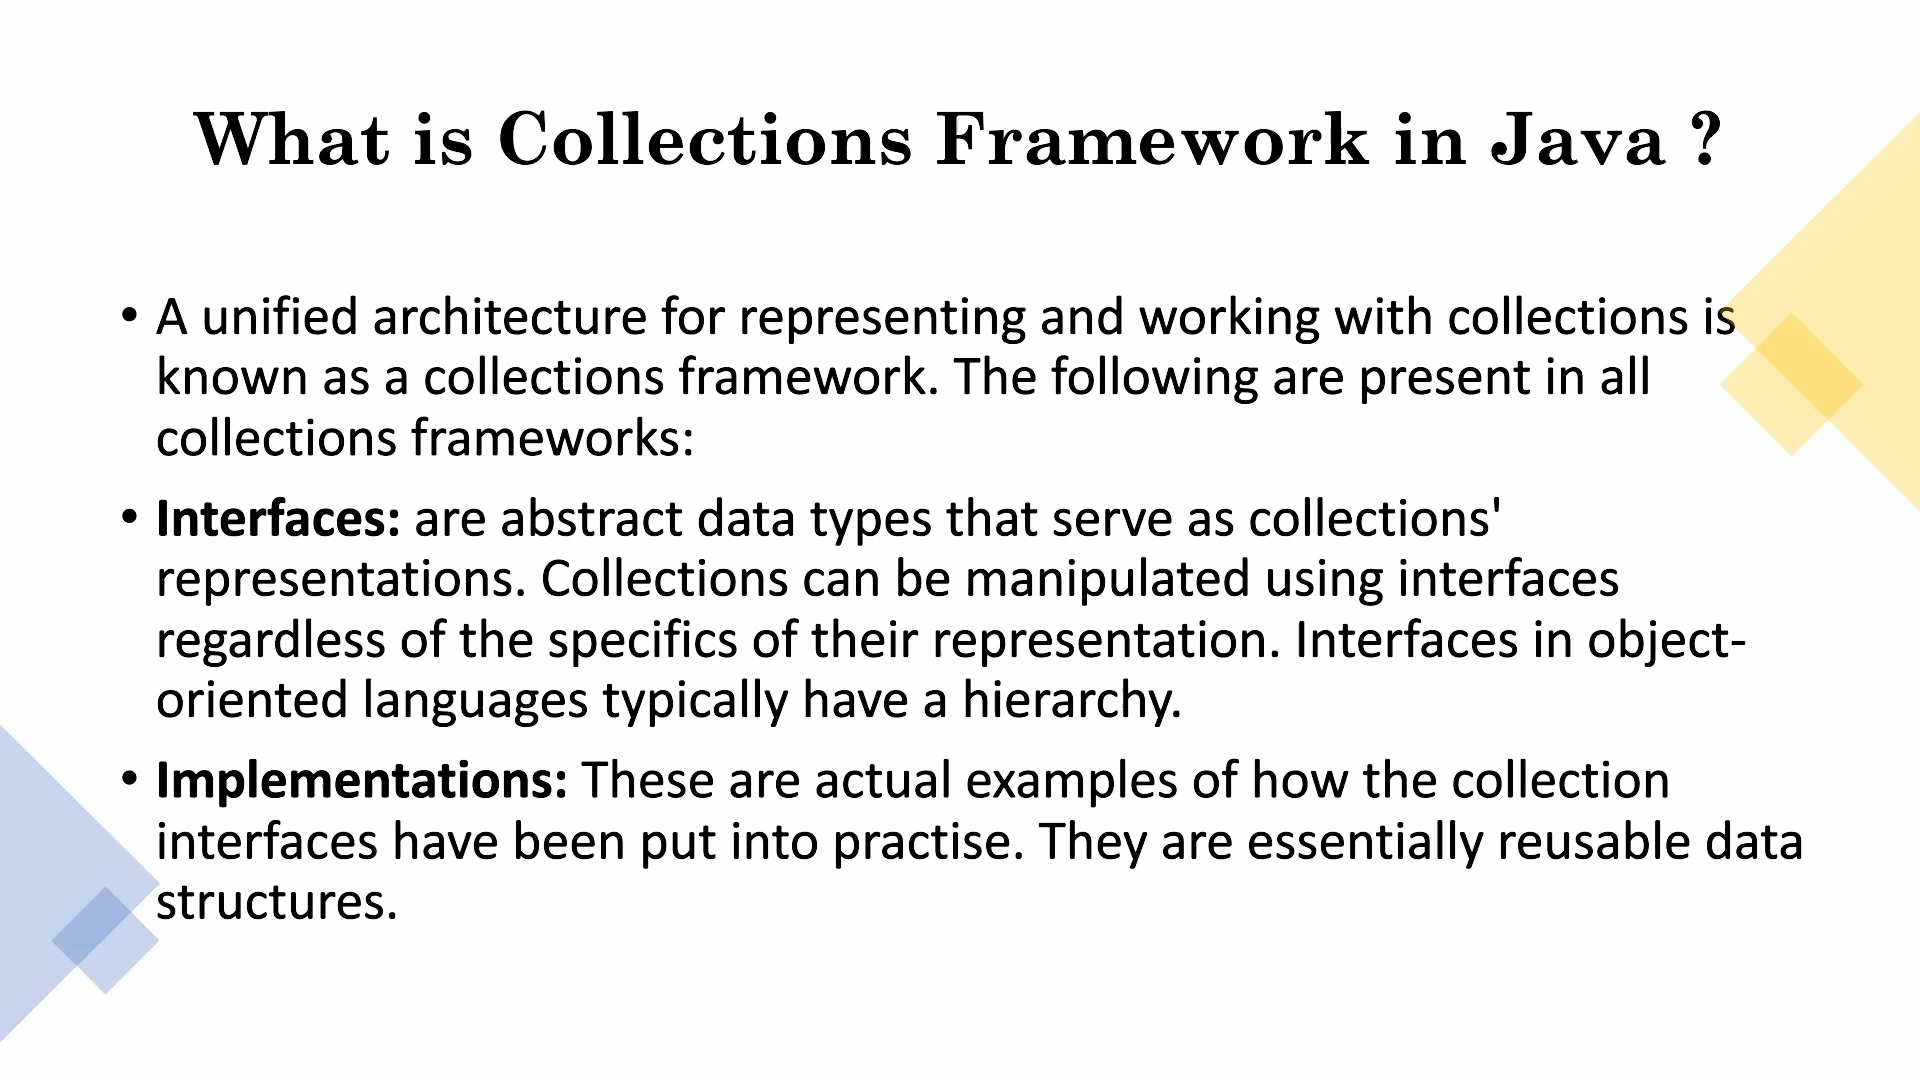 What is Collections Framework in Java ?
• A unified architecture for representing and working with collections is
known as a collections framework. The following are present in all
collections frameworks:
• Interfaces: are abstract data types that serve as collections'
representations. Collections can be manipulated using interfaces
regardless of the specifics of their representation. Interfaces in object-
oriented languages typically have a hierarchy.
• Implementations: These are actual examples of how the collection
interfaces have been put into practise. They are essentially reusable data
structures.